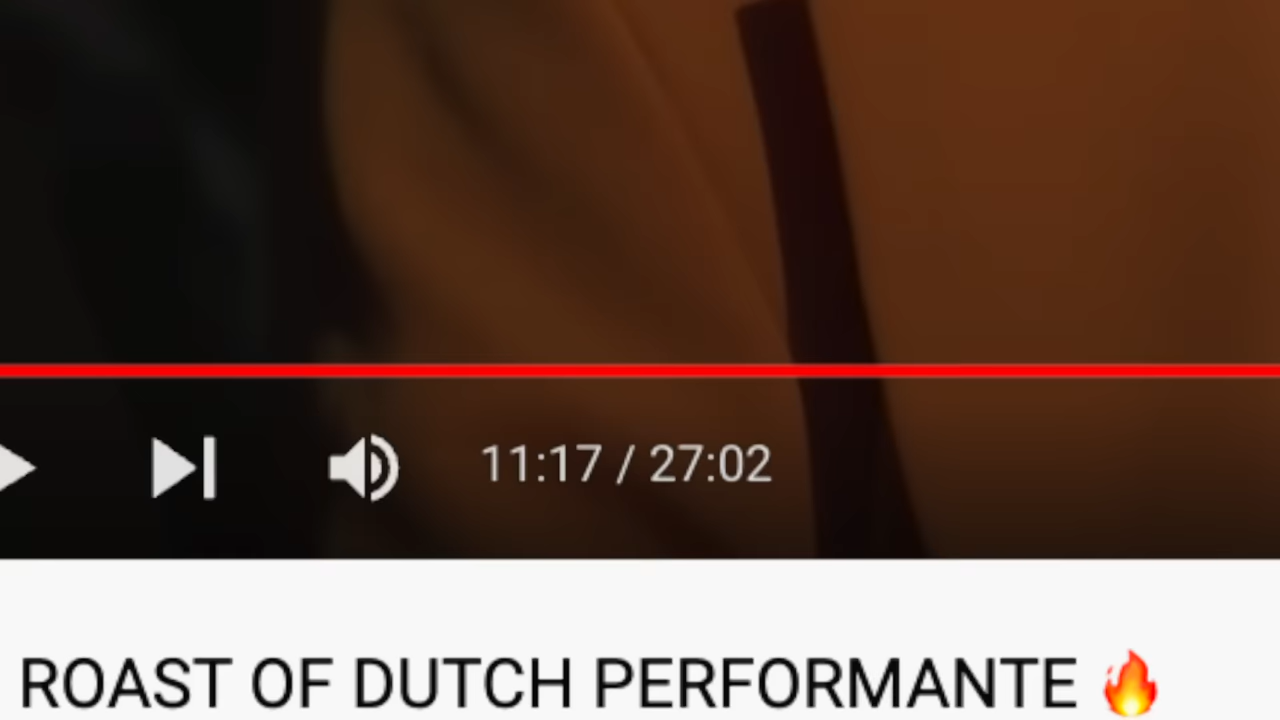 11:17 / 27:02
ROAST OF DUTCH PERFORMANTE 🔥